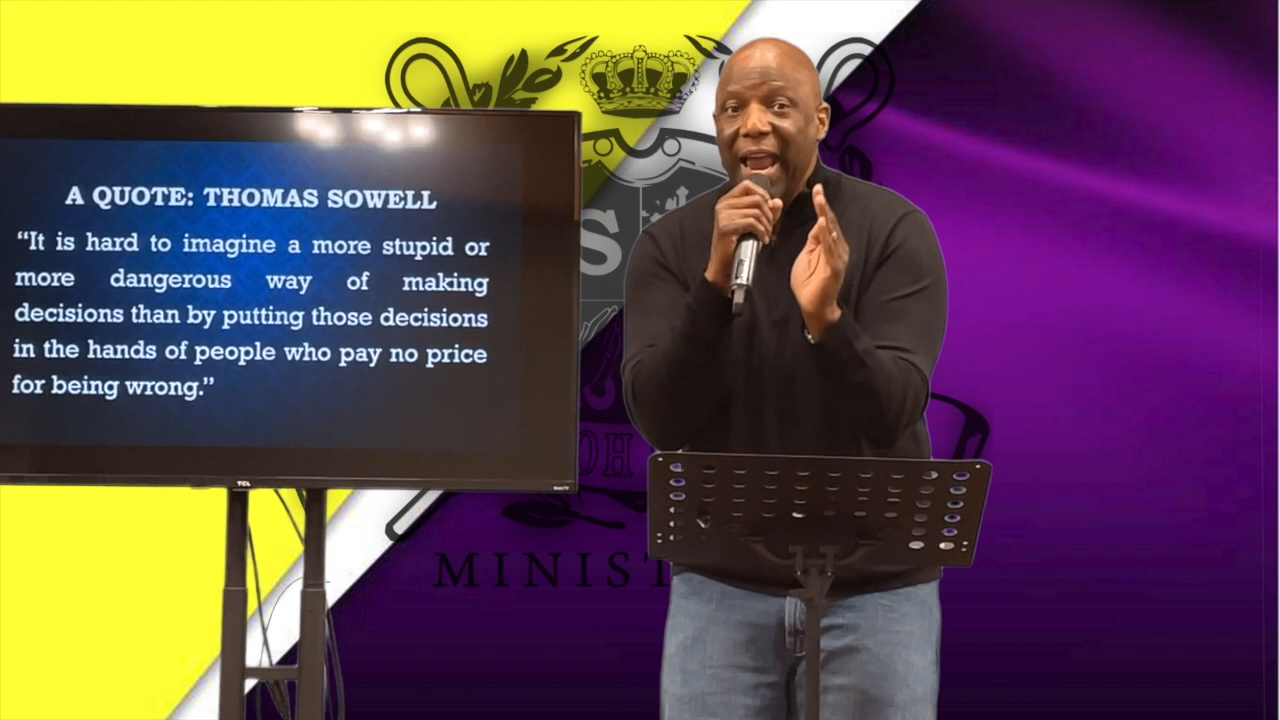 A QUOTE: THOMAS SOWELL
“It is hard to imagine a more stupid or
more dangerous way of making
decisions than by putting those decisions
in the hands of people who pay no price
for being wrong.”
TCL
S
OH
MINIST